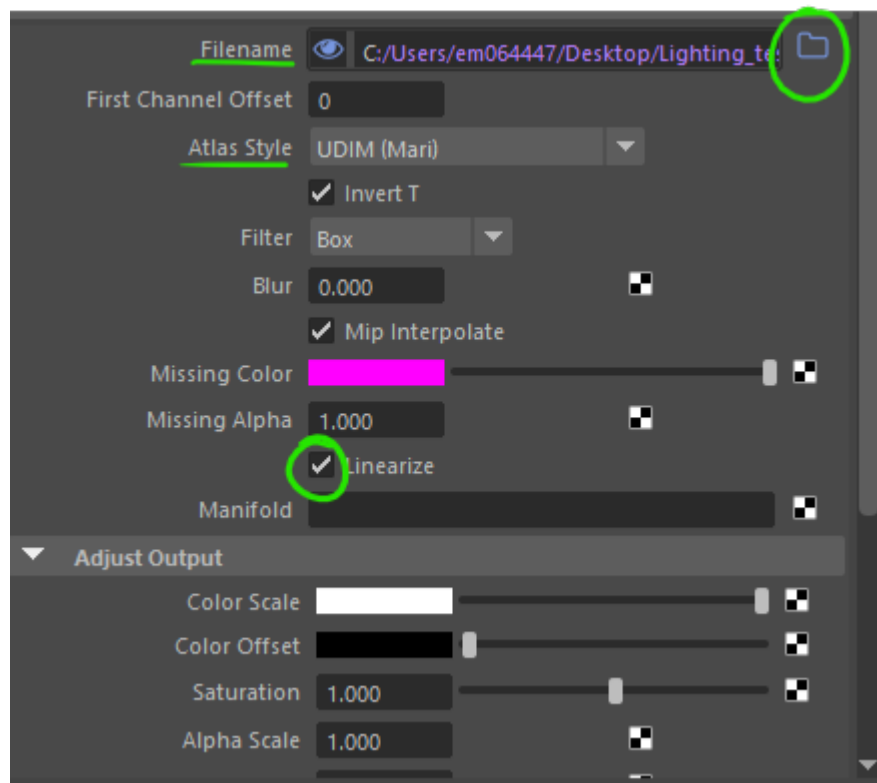 Filename C:/Users/em064447/Desktop/Lighting_te
First Channel Offset 0
Atlas Style UDIM (Mari)
Invert T
Filter Box
Blur 0.000
Mip Interpolate
Missing Color
Missing Alpha 1.000
Linearize
Manifold
Adjust Output
Color Scale
Color Offset
Saturation 1.000
Alpha Scale 1.000